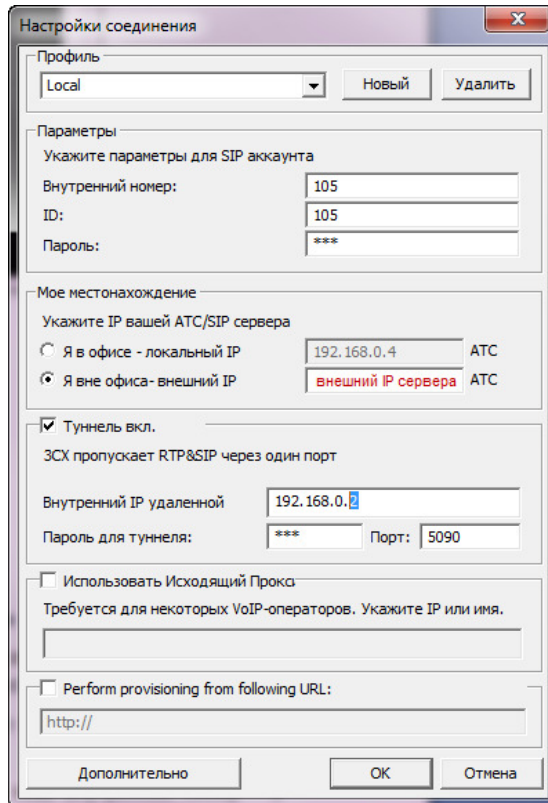 Настройки соединения
Профиль
Local
Новый
Удалить
Параметры
Укажите параметры для SIP аккаунта
Внутренний номер: 105
ID: 105
Пароль: ***
Мое местонахождение
Укажите IP вашей АТС/SIP сервера
Я в офисе - локальный IP 192.168.0.4 АТС
Я вне офиса- внешний IP внешний IP сервера АТС
Туннель вкл.
3CX пропускает RTP&SIP через один порт
Внутренний IP удаленной 192.168.0.2
Пароль для туннеля: *** Порт: 5090
Использовать Исходящий Прокси
Требуется для некоторых VoIP-операторов. Укажите IP или имя.
Perform provisioning from following URL:
http://
Дополнительно
OK
Отмена